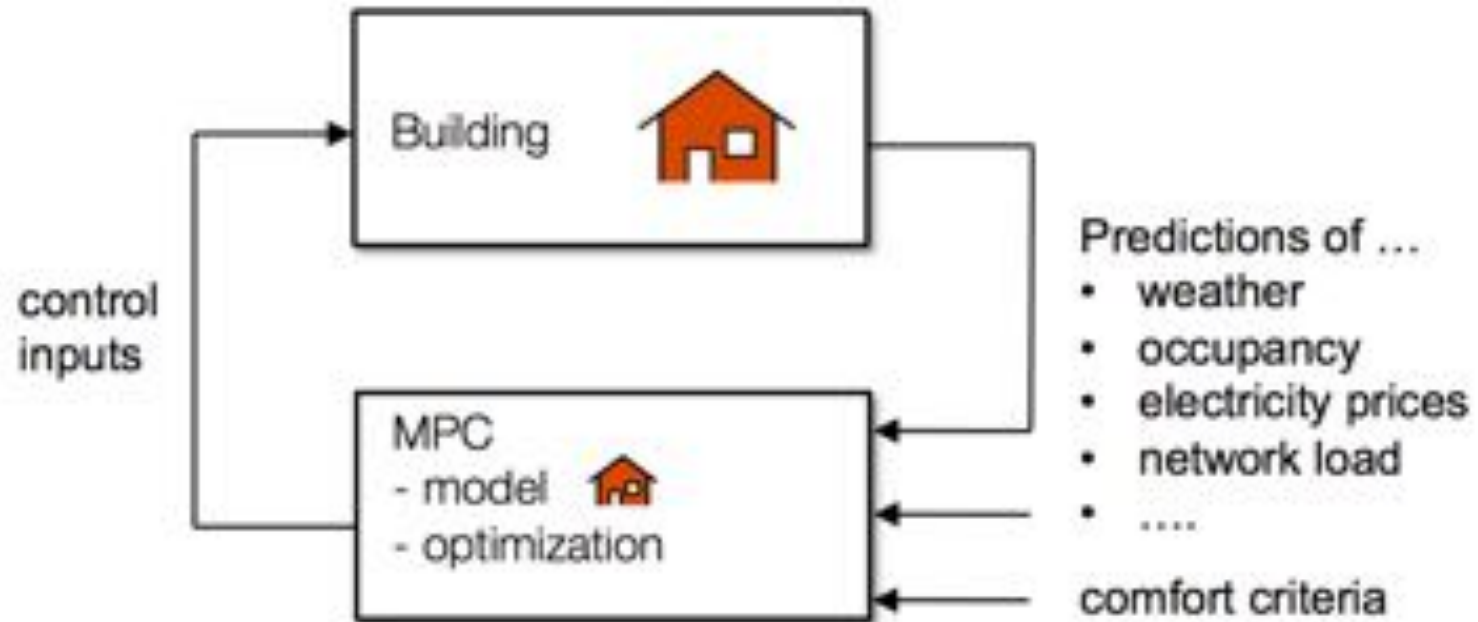 Building
control
inputs
MPC
- model
- optimization
Predictions of ...
• weather
• occupancy
• electricity prices
• network load
• ....
comfort criteria